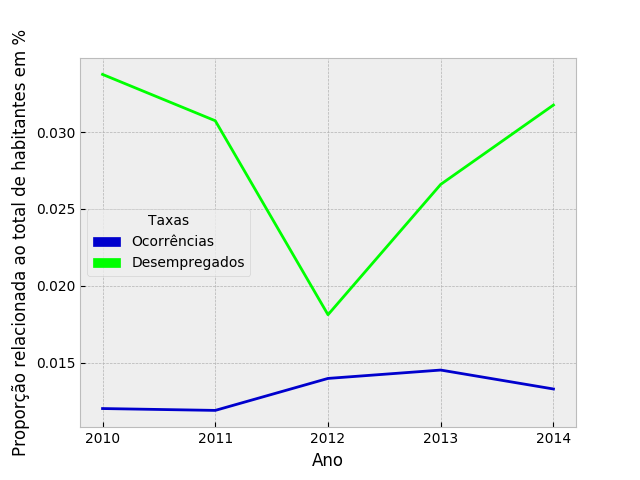 Proporção relacionada ao total de habitantes em %
0.030
0.025
0.020
0.015
Taxas
Ocorrências
Desempregados
2010 2011 2012 2013 2014
Ano